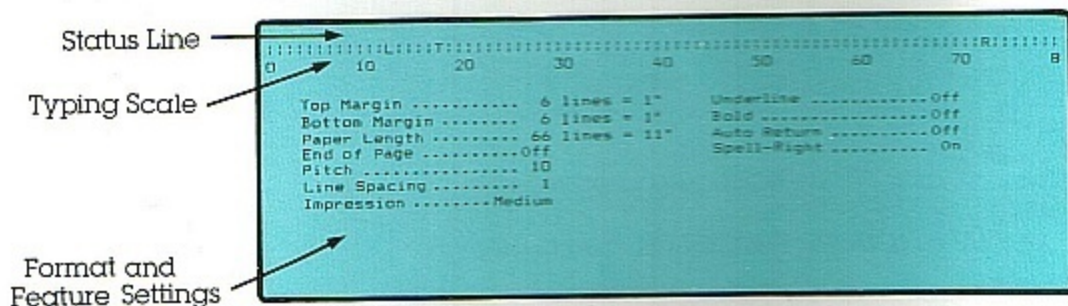 Status Line
L T R
0 10 20 30 40 50 60 70 8
Typing Scale
Top Margin .......... 6 lines = 1"
Bottom Margin ........ 6 lines = 1"
Paper Length ......... 66 lines = 11"
End of Page ..........Off
Pitch ................ 10
Line Spacing ......... 1
Impression ........Medium
Underline ............Off
Bold .................Off
Auto Return ..........Off
Spell-Right .......... On
Format and
Feature Settings